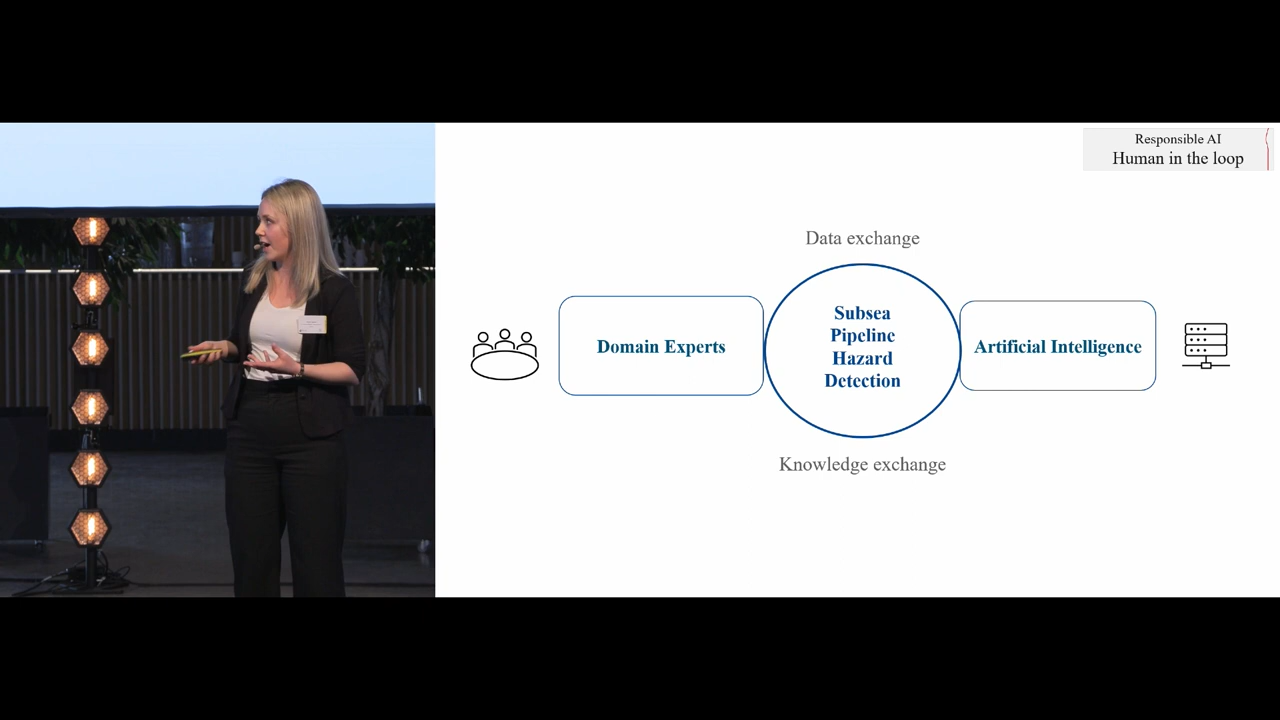 Responsible AI
Human in the loop
Data exchange
Domain Experts
Subsea
Pipeline
Hazard
Detection
Artificial Intelligence
Knowledge exchange